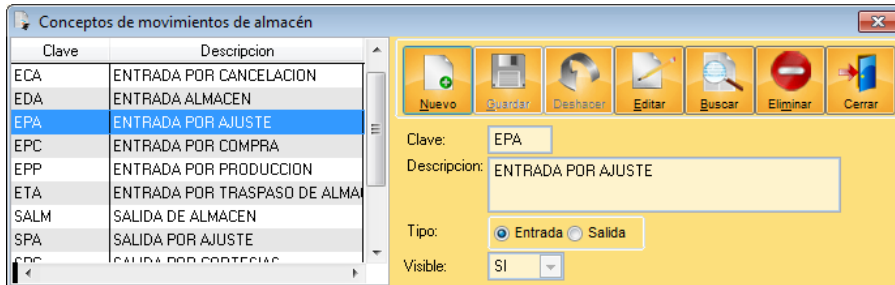 Conceptos de movimientos de almacén
Clave Descripcion
ECA ENTRADA POR CANCELACION
EDA ENTRADA ALMACEN
EPA ENTRADA POR AJUSTE
EPC ENTRADA POR COMPRA
EPP ENTRADA POR PRODUCCION
ETA ENTRADA POR TRASPASO DE ALMA
SALM SALIDA DE ALMACEN
SPA SALIDA POR AJUSTE
SALIDA POR CORTESIAS
Nuevo Guardar Deshacer Editar Buscar Eliminar Cerrar
Clave: EPA
Descripcion: ENTRADA POR AJUSTE
Tipo: Entrada Salida
Visible: SI